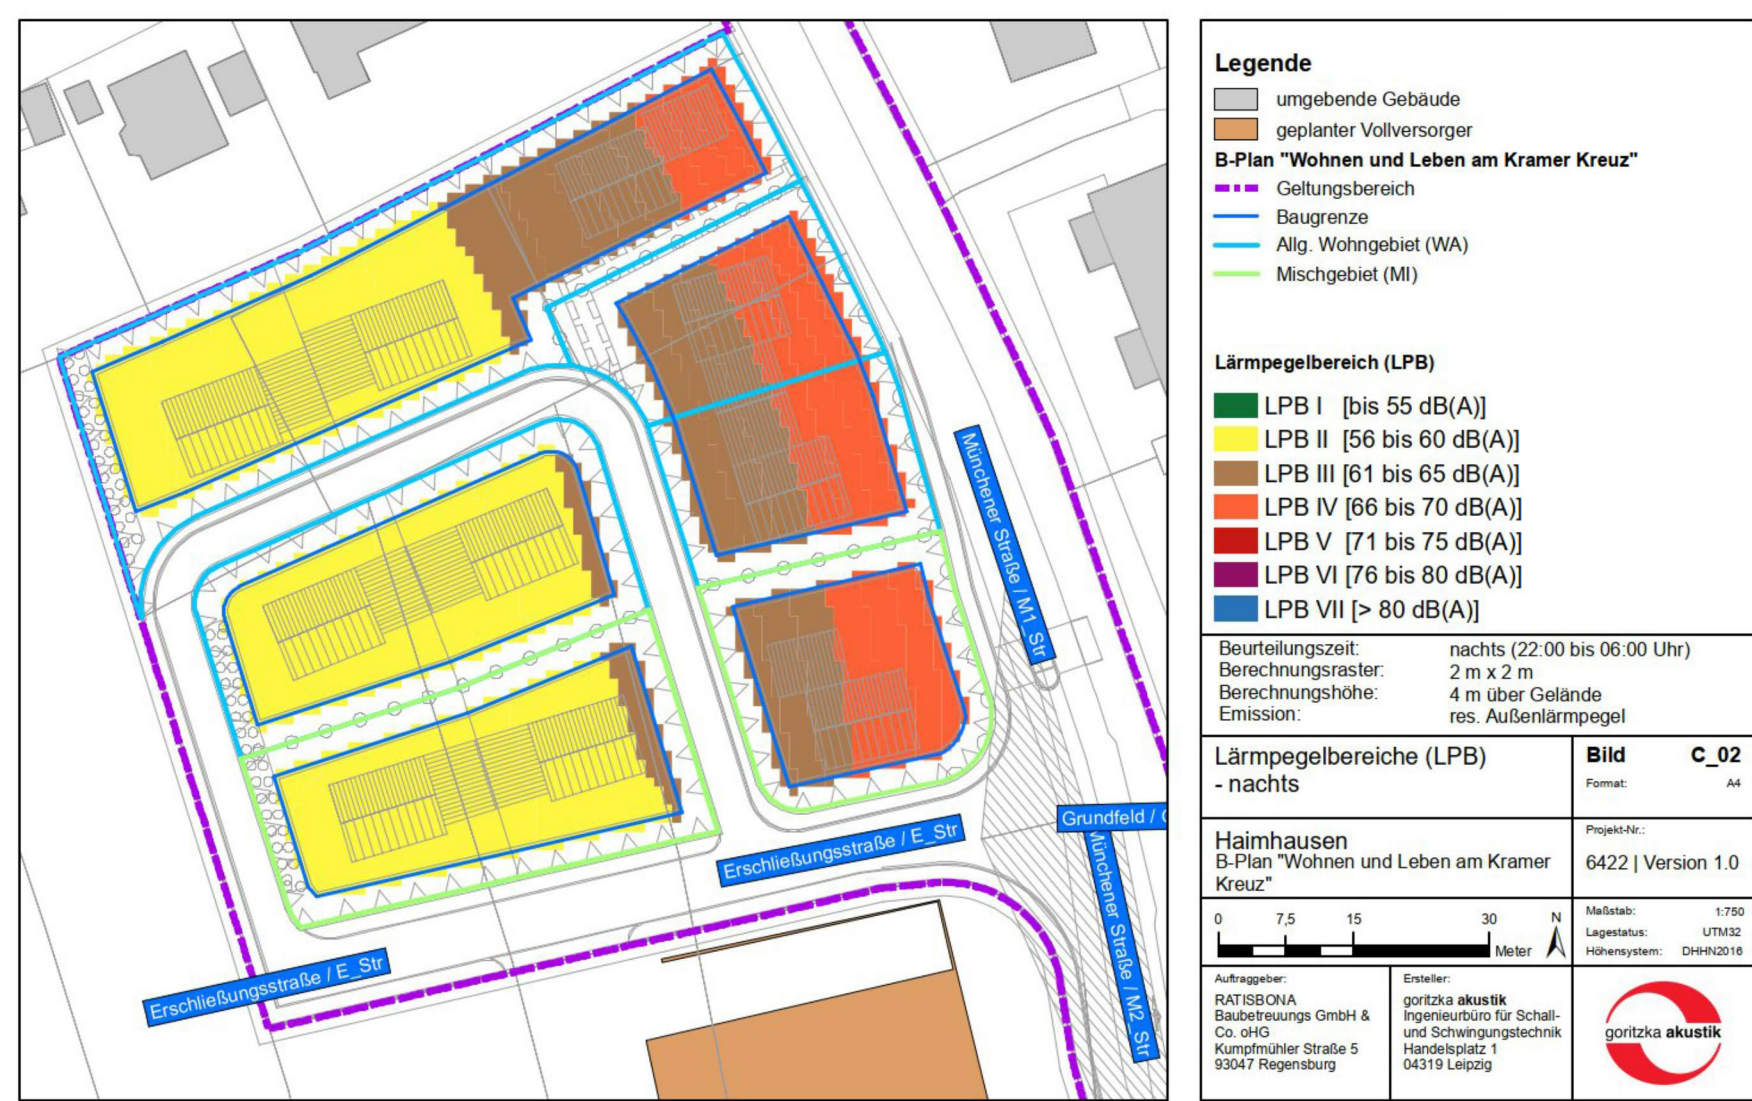 Münchener Straße / M1_Str
Grundfeld /
Münchener Straße / M2_Str
Erschließungsstraße / E_Str
Erschließungsstraße / E_Str
Legende
umgebende Gebäude
geplanter Vollversorger
B-Plan "Wohnen und Leben am Kramer Kreuz"
Geltungsbereich
Baugrenze
Allg. Wohngebiet (WA)
Mischgebiet (MI)
Lärmpegelbereich (LPB)
LPB I [bis 55 dB(A)]
LPB II [56 bis 60 dB(A)]
LPB III [61 bis 65 dB(A)]
LPB IV [66 bis 70 dB(A)]
LPB V [71 bis 75 dB(A)]
LPB VI [76 bis 80 dB(A)]
LPB VII [> 80 dB(A)]
Beurteilungszeit: nachts (22:00 bis 06:00 Uhr)
Berechnungsraster: 2 m x 2 m
Berechnungshöhe: 4 m über Gelände
Emission: res. Außenlärmpegel
Lärmpegelbereiche (LPB)
- nachts
Bild C_02
Format: A4
Haimhausen
B-Plan "Wohnen und Leben am Kramer
Kreuz"
Projekt-Nr.:
6422 | Version 1.0
0 7,5 15 30 N
Meter
Maßstab: 1:750
Lagestatus: UTM32
Höhensystem: DHHN2016
Auftraggeber:
RATISBONA
Baubetreuungs GmbH &
Co. oHG
Kumpfmühler Straße 5
93047 Regensburg
Ersteller:
goritzka akustik
Ingenieurbüro für Schall-
und Schwingungstechnik
Handelsplatz 1
04319 Leipzig
goritzka akustik